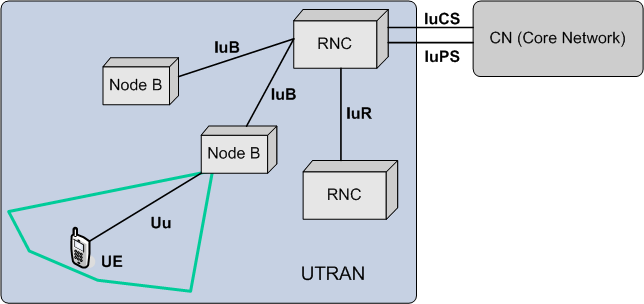 IuCS
RNC
CN (Core Network)
IuB
IuPS
Node B
IuB
IuR
Node B
RNC
Uu
UE
UTRAN